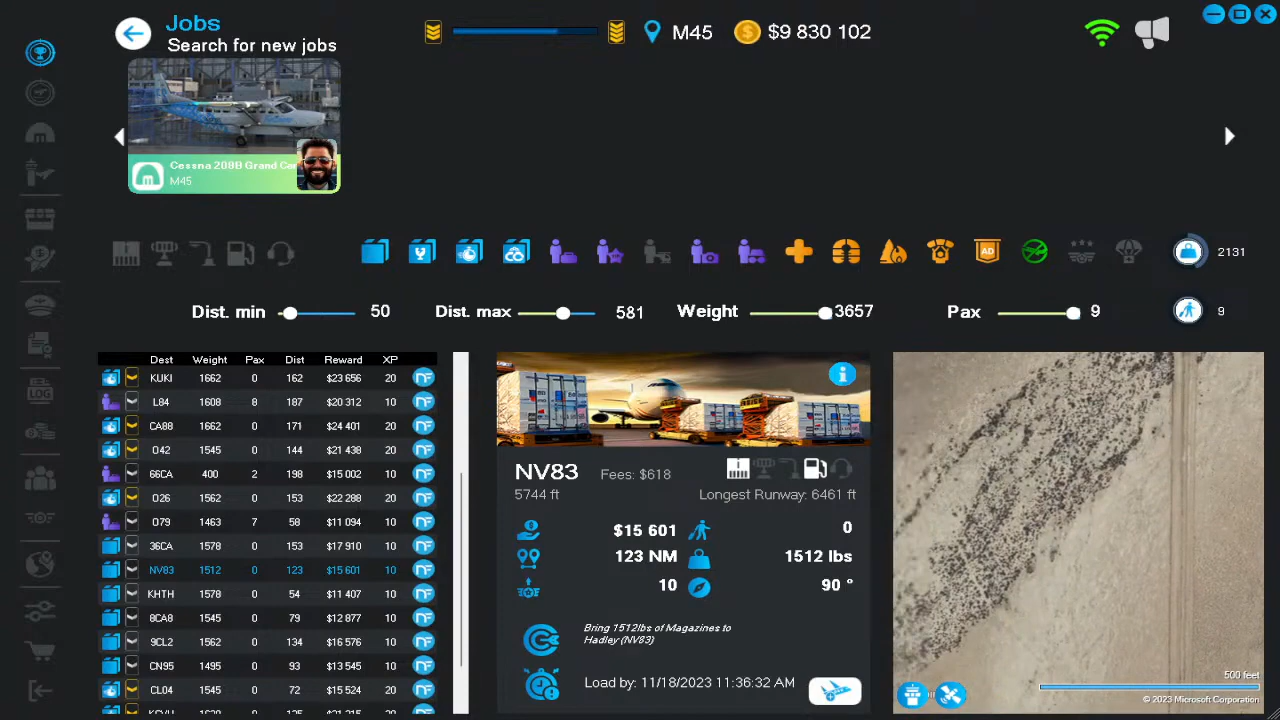 Jobs
Search for new jobs
M45
$9 830 102
Cessna 208B Grand Car
M45
AD
2131
Dist. min
50
Dist. max
581
Weight
3657
Pax
9
9
Dest Weight Pax Dist Reward XP
KUKI 1662 0 162 $23 656 20
L84 1608 8 187 $20 312 10
CA88 1662 0 171 $24 401 20
O42 1545 0 144 $21 438 20
66CA 400 2 198 $15 002 10
O26 1562 0 153 $22 288 20
O79 1463 7 58 $11 094 10
36CA 1578 0 153 $17 910 10
NV83 1512 0 123 $15 601 10
KHTH 1578 0 54 $11 407 10
8CA8 1545 0 79 $12 877 10
9CL2 1562 0 134 $16 576 10
CN95 1495 0 93 $13 545 10
CL04 1545 0 72 $15 524 20
NV83
Fees: $618
5744 ft
Longest Runway: 6461 ft
$15 601
0
123 NM
1512 lbs
10
90 °
Bring 1512lbs of Magazines to
Hadley (NV83)
Load by: 11/18/2023 11:36:32 AM
500 feet
© 2023 Microsoft Corporation